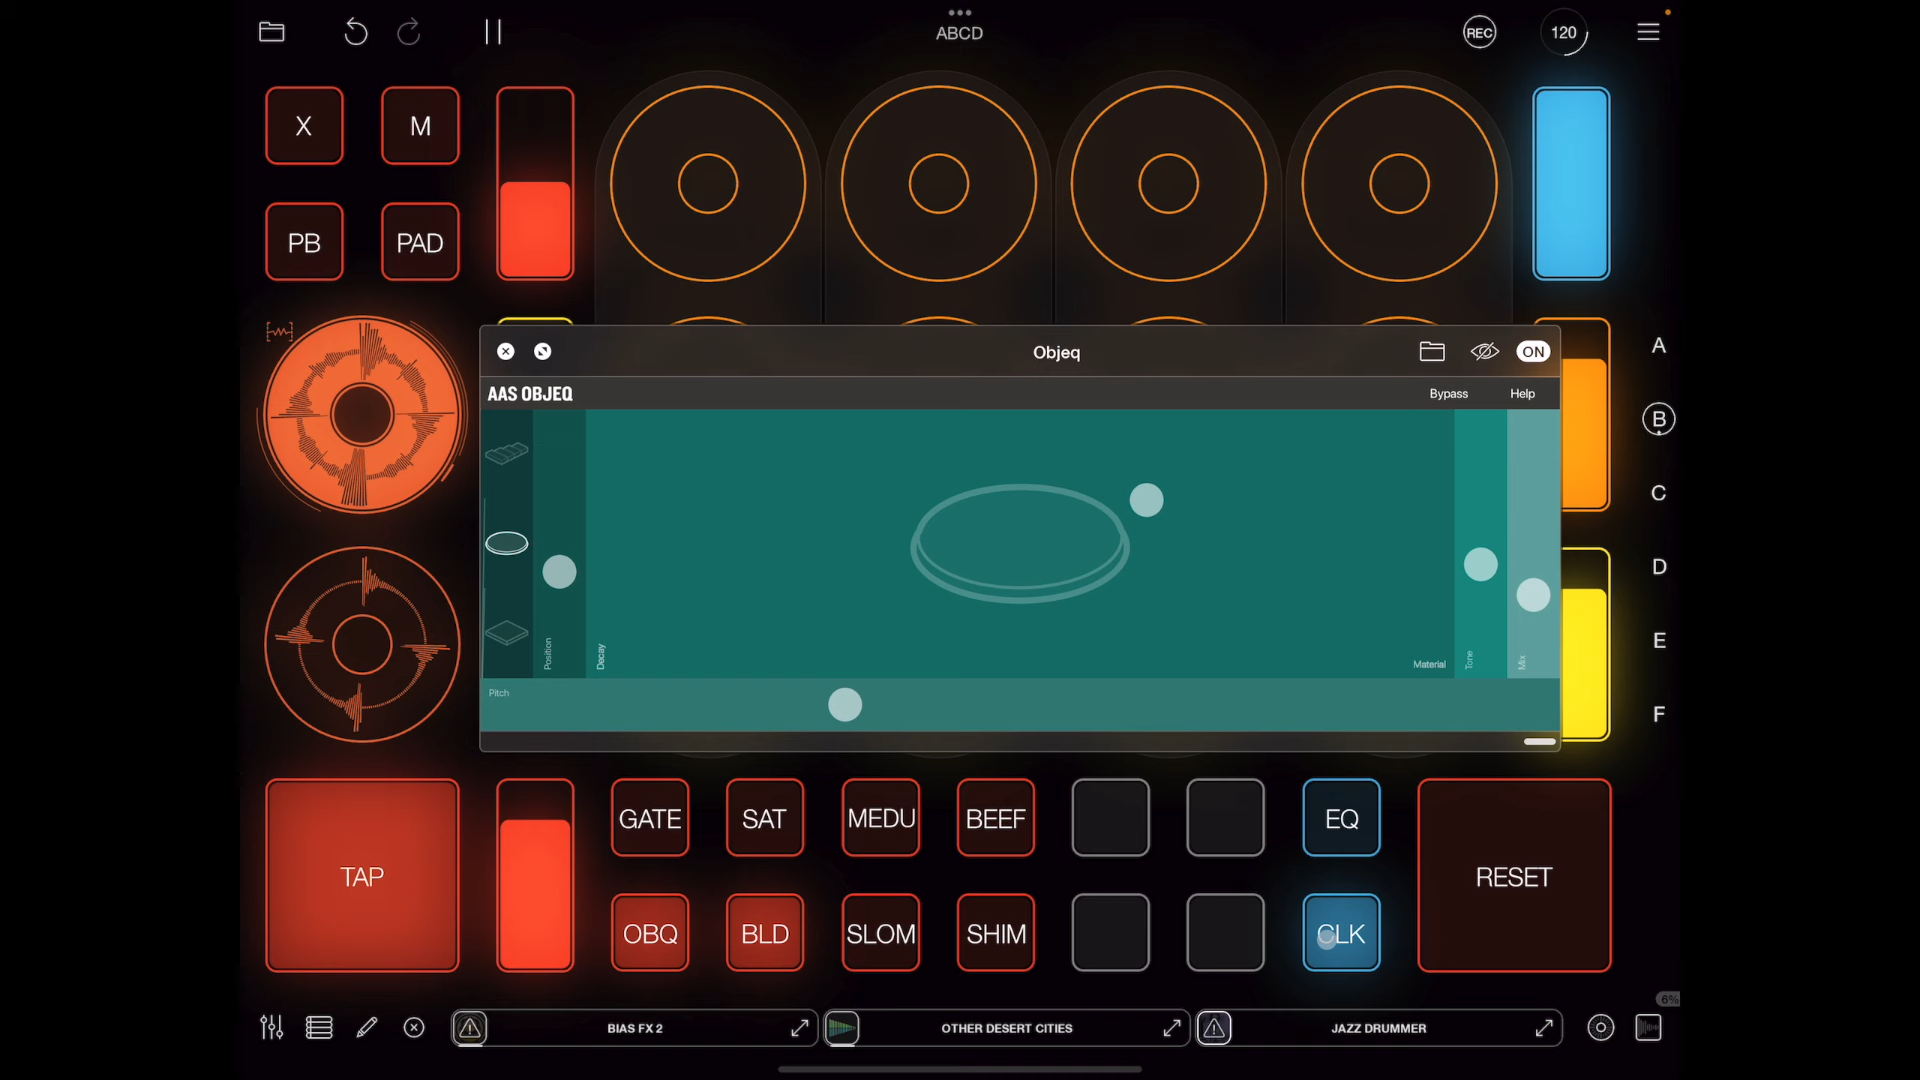 ABCD
REC
120
X
M
PB
PAD
Objeq
ON
AAS OBJEQ
Bypass
Help
Position
Decay
Material
Tone
Mix
Pitch
A
B
C
D
E
F
TAP
GATE
SAT
MEDU
BEEF
EQ
RESET
OBQ
BLD
SLOM
SHIM
CLK
6%
BIAS FX 2
OTHER DESERT CITIES
JAZZ DRUMMER